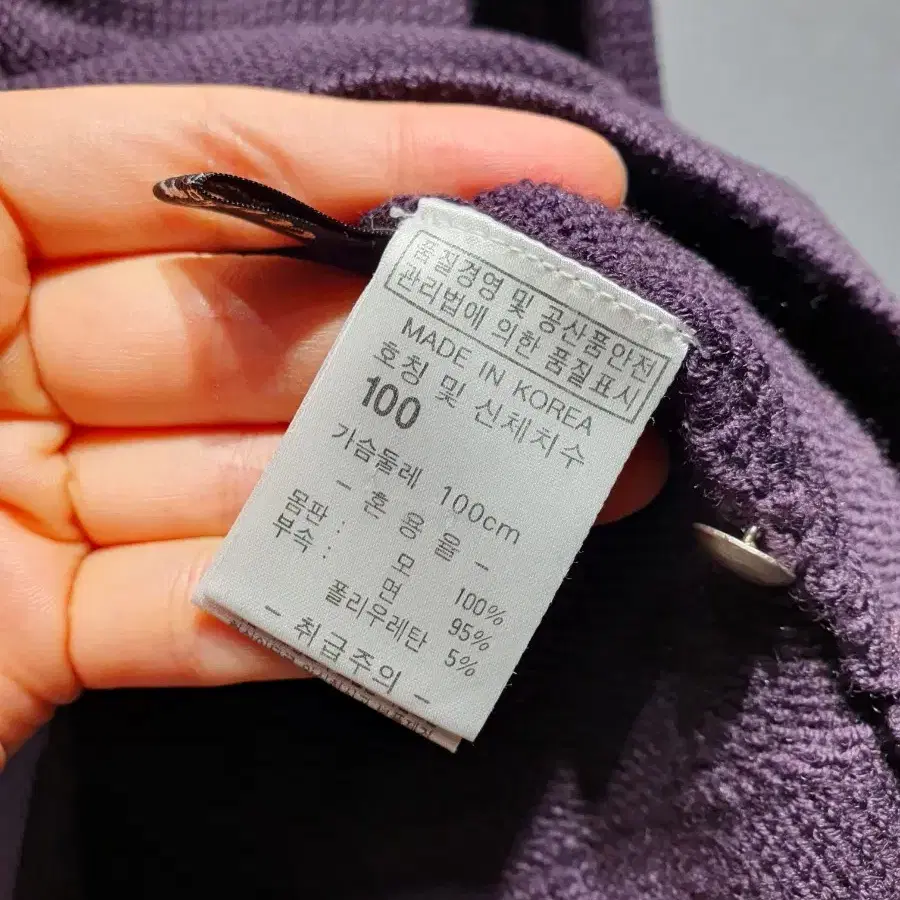 품질경영 및 공산품안전
관리법에 의한 품질표시
MADE IN KOREA
호칭 및 신체치수
100
가슴둘레 100cm
- 혼 용 율 -
몸판 : 모 100%
부속 : 면 95%
폴리우레탄 5%
- 취급주의 -